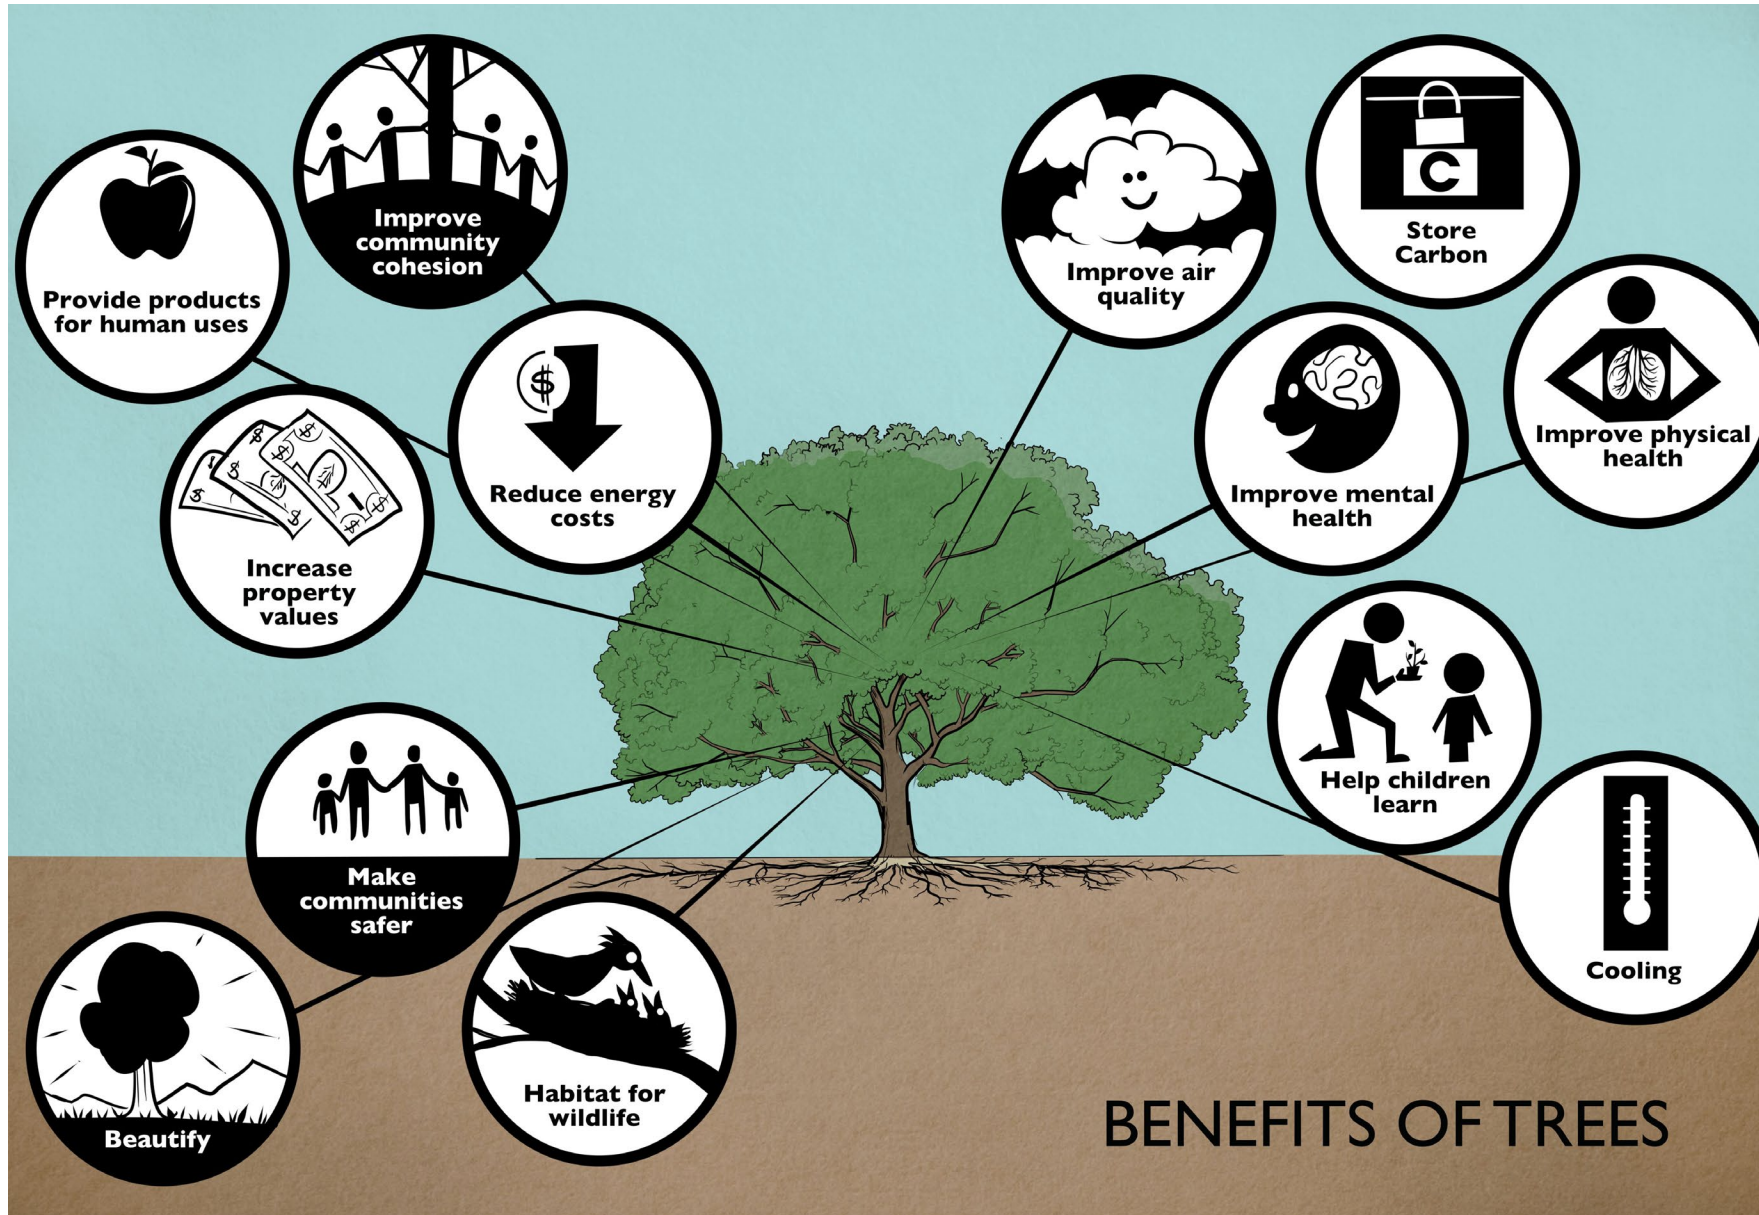 Improve
community
cohesion
Provide products
for human uses
Reduce energy
costs
$
Increase
property
values
$
$
$
$
$
$
$
$
Make
communities
safer
Beautify
Habitat for
wildlife
Improve air
quality
C
Store
Carbon
Improve mental
health
Improve physical
health
Help children
learn
Cooling
BENEFITS OF TREES